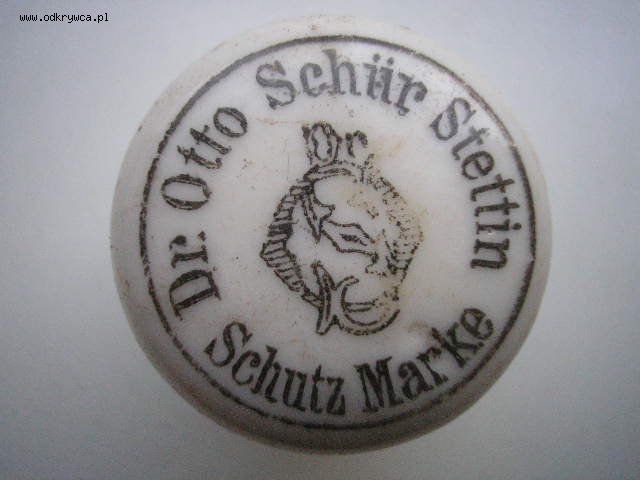 www.odkrywca.pl
Dr. Otto Schür Stettin
Dr.
Schutz Marke